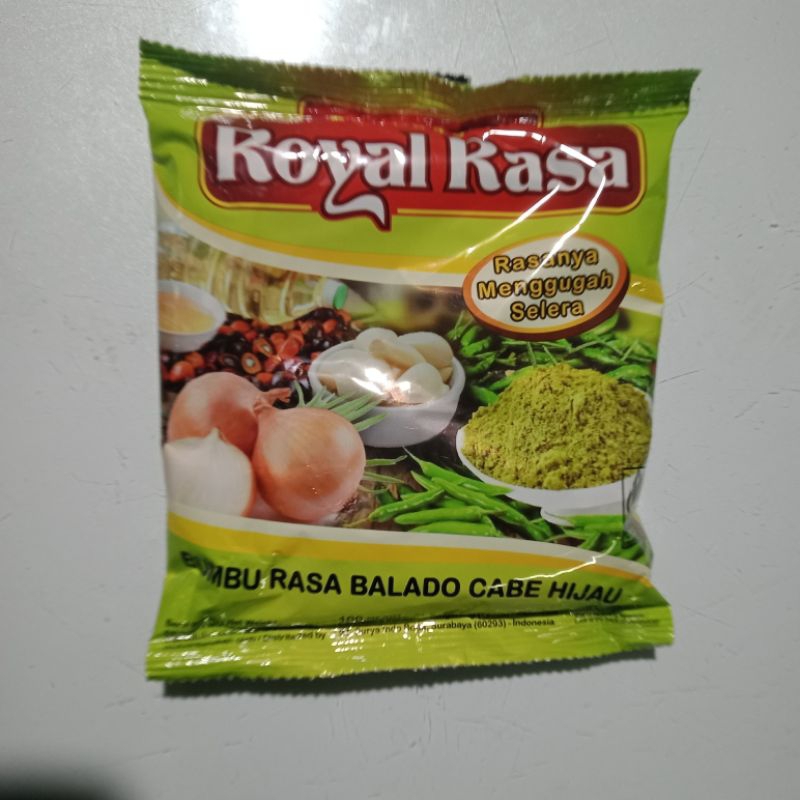 Royal Rasa
Rasanya
Menggugah
Selera
BUMBU RASA BALADO CABE HIJAU
Surabaya (60293) - Indonesia